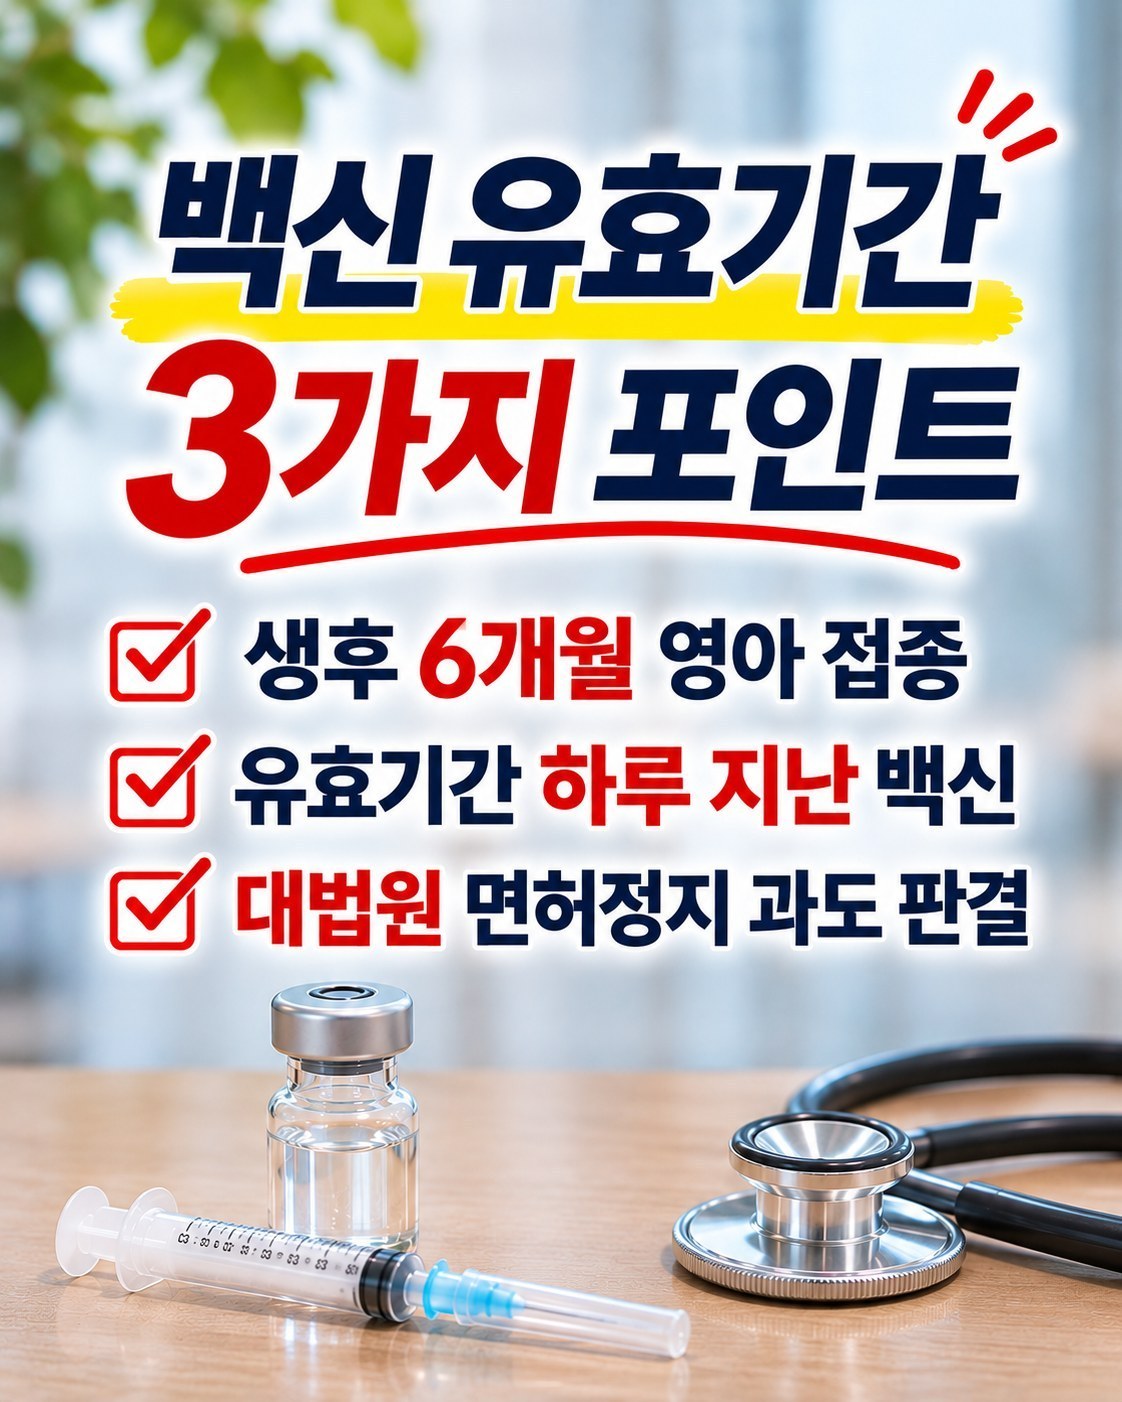 백신 유효기간
3가지 포인트
생후 6개월 영아 접종
유효기간 하루 지난 백신
대법원 면허정지 과도 판결